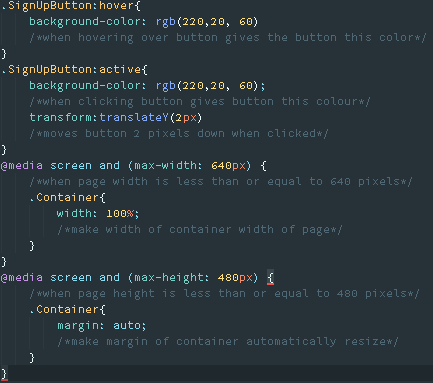 .SignUpButton:hover{
    background-color: rgb(220,20, 60)
    /*when hovering over button gives the button this color*/
}
.SignUpButton:active{
    background-color: rgb(220,20, 60);
    /*when clicking button gives button this colour*/
    transform:translateY(2px)
    /*moves button 2 pixels down when clicked*/
}
@media screen and (max-width: 640px) {
    /*when page width is less than or equal to 640 pixels*/
    .Container{
        width: 100%;
        /*make width of container width of page*/
    }
}
@media screen and (max-height: 480px) {
    /*when page height is less than or equal to 480 pixels*/
    .Container{
        margin: auto;
        /*make margin of container automatically resize*/
    }
}